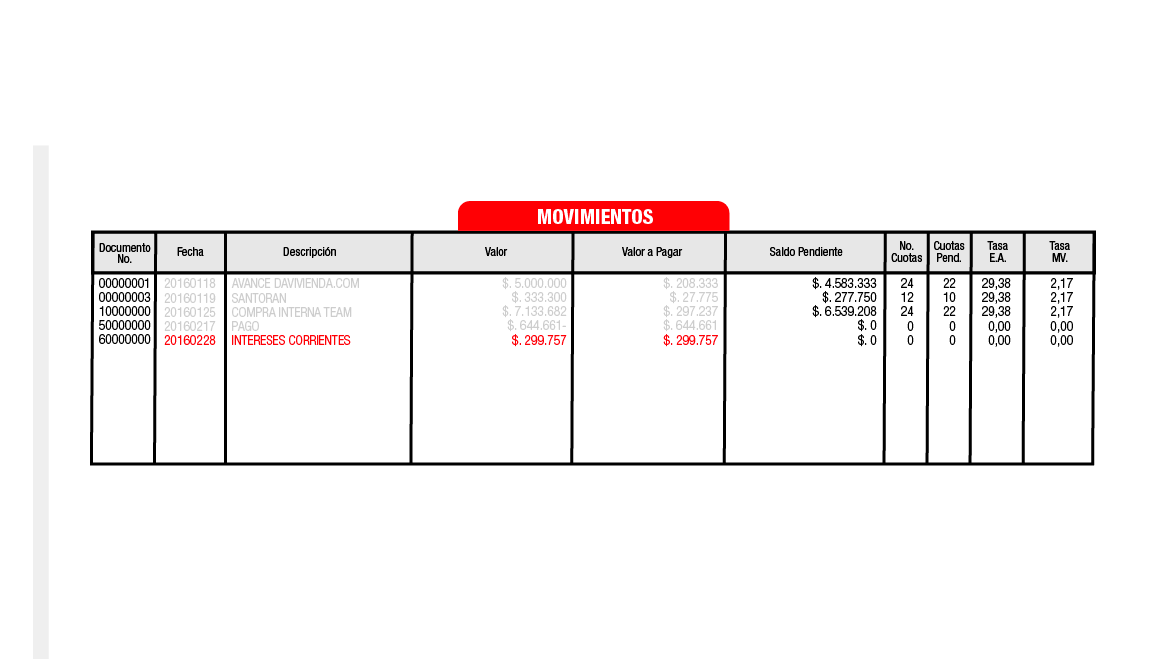 MOVIMIENTOS
Documento No. Fecha Descripción Valor Valor a Pagar Saldo Pendiente No. Cuotas Cuotas Pend. Tasa E.A. Tasa MV.
00000001 20160118 AVANCE DAVIVIENDA.COM $. 5.000.000 $. 208.333 $. 4.583.333 24 22 29,38 2,17
00000003 20160119 SANTORAN $. 333.300 $. 27.775 $. 277.750 12 10 29,38 2,17
10000000 20160125 COMPRA INTERNA TEAM $. 7.133.682 $. 297.237 $. 6.539.208 24 22 29,38 2,17
50000000 20160217 PAGO $. 644.661- $. 644.661 $. 0 0 0 0,00 0,00
60000000 20160228 INTERESES CORRIENTES $. 299.757 $. 299.757 $. 0 0 0 0,00 0,00